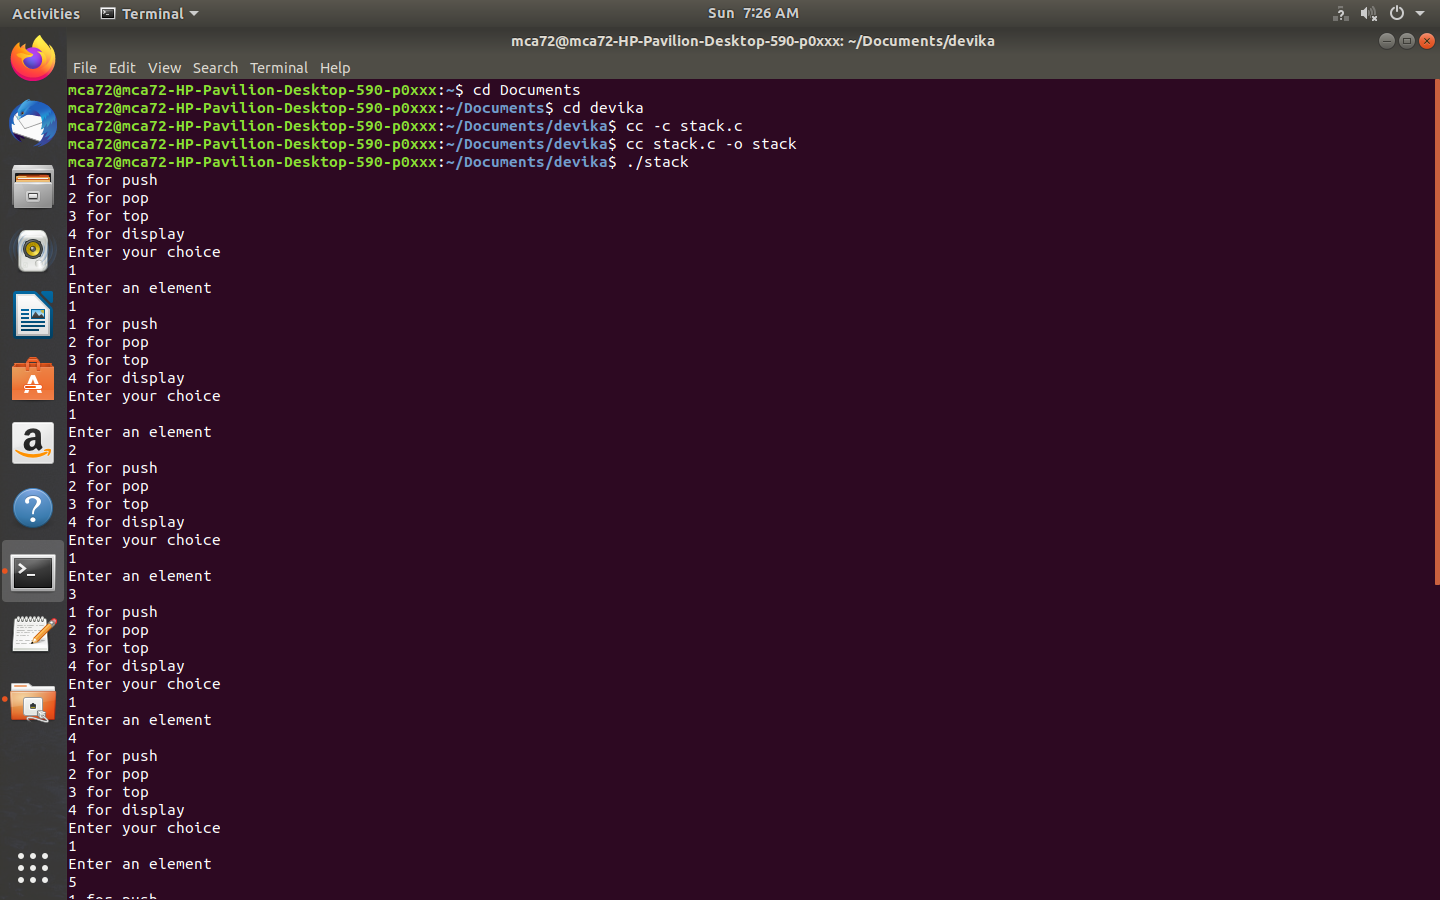 Activities Terminal Sun 7:26 AM
mca72@mca72-HP-Pavilion-Desktop-590-p0xxx: ~/Documents/devika
File Edit View Search Terminal Help
mca72@mca72-HP-Pavilion-Desktop-590-p0xxx:~$ cd Documents
mca72@mca72-HP-Pavilion-Desktop-590-p0xxx:~/Documents$ cd devika
mca72@mca72-HP-Pavilion-Desktop-590-p0xxx:~/Documents/devika$ cc -c stack.c
mca72@mca72-HP-Pavilion-Desktop-590-p0xxx:~/Documents/devika$ cc stack.c -o stack
mca72@mca72-HP-Pavilion-Desktop-590-p0xxx:~/Documents/devika$ ./stack
1 for push
2 for pop
3 for top
4 for display
Enter your choice
1
Enter an element
1
1 for push
2 for pop
3 for top
4 for display
Enter your choice
1
Enter an element
2
1 for push
2 for pop
3 for top
4 for display
Enter your choice
1
Enter an element
3
1 for push
2 for pop
3 for top
4 for display
Enter your choice
1
Enter an element
4
1 for push
2 for pop
3 for top
4 for display
Enter your choice
1
Enter an element
5
1 for push